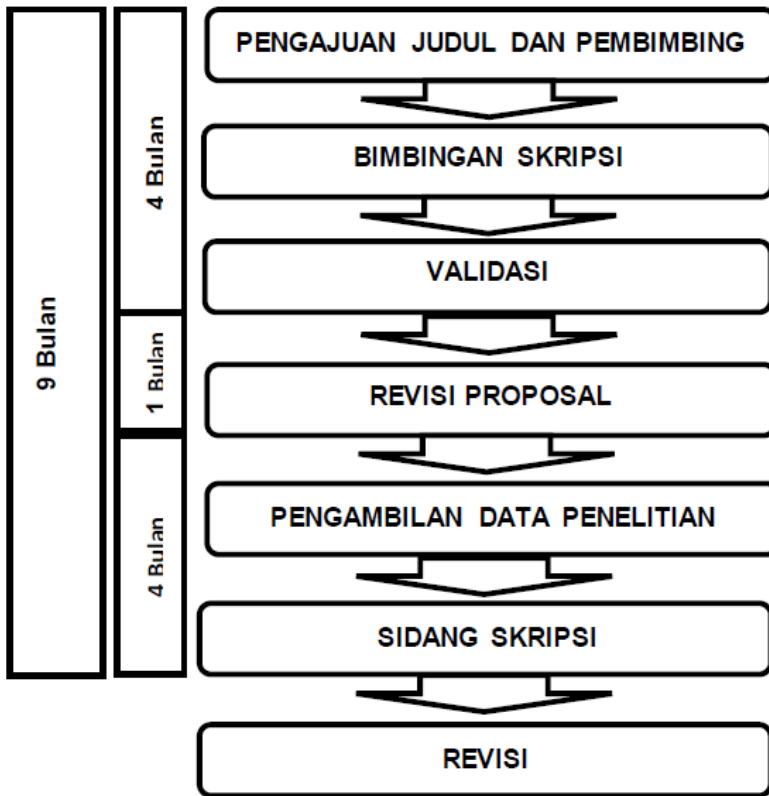 PENGAJUAN JUDUL DAN PEMBIMBING
BIMBINGAN SKRIPSI
VALIDASI
REVISI PROPOSAL
PENGAMBILAN DATA PENELITIAN
SIDANG SKRIPSI
REVISI
9 Bulan
4 Bulan
1 Bulan
4 Bulan